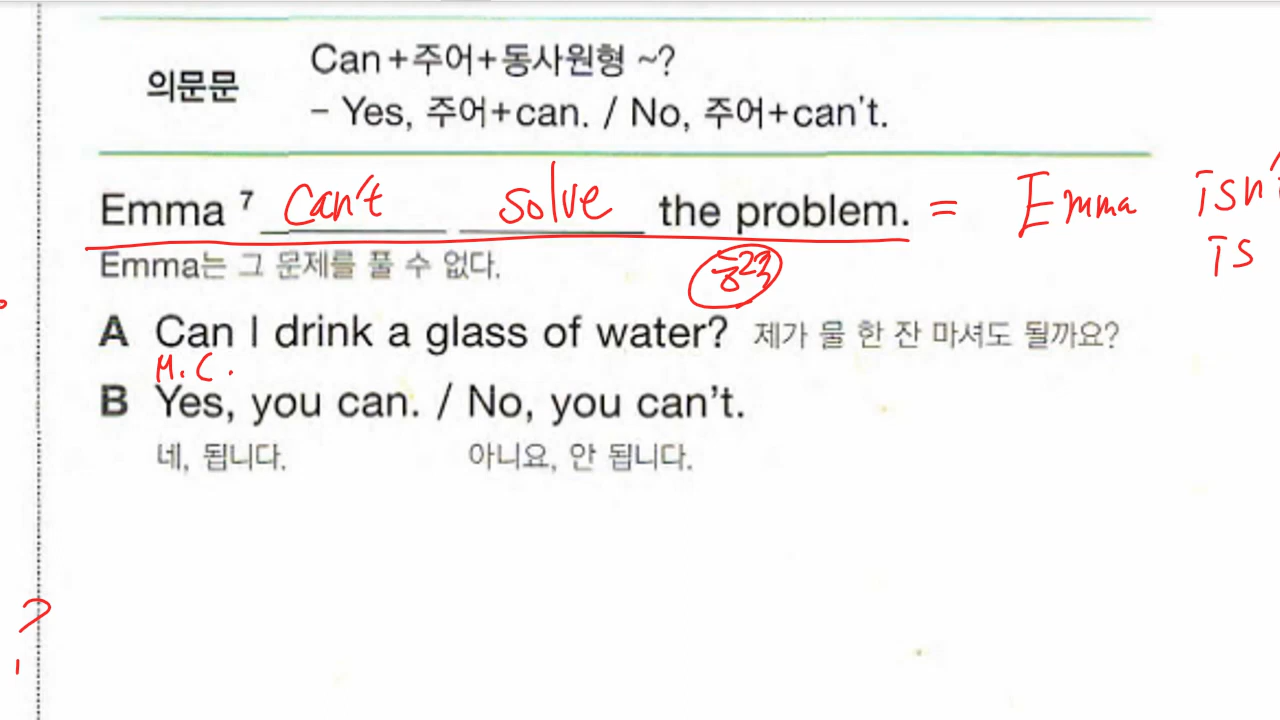 의문문
Can+주어+동사원형 ~?
– Yes, 주어+can. / No, 주어+can't.
Emma 7 can't solve the problem. = Emma isn't
is
Emma는 그 문제를 풀 수 없다.
A Can I drink a glass of water? 제가 물 한 잔 마셔도 될까요?
M.C.
B Yes, you can. / No, you can't.
네, 됩니다. 아니요, 안 됩니다.
?